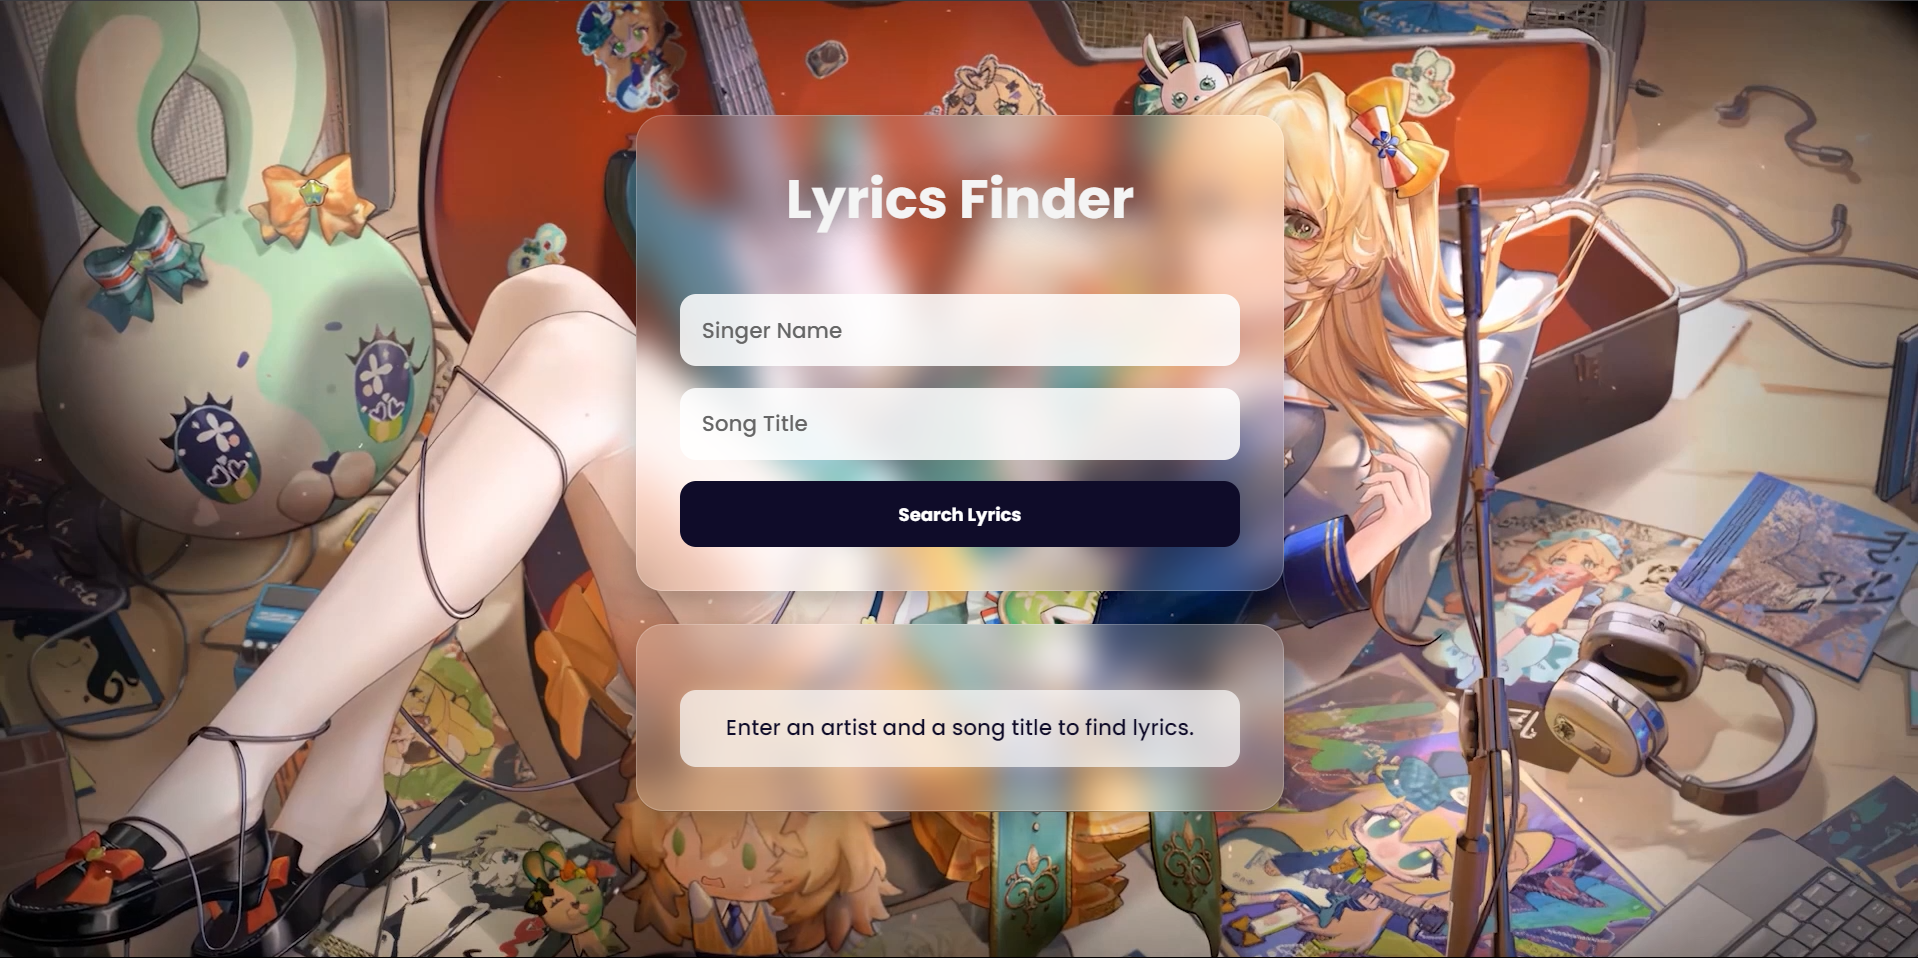 Lyrics Finder
Singer Name
Song Title
Search Lyrics
Enter an artist and a song title to find lyrics.